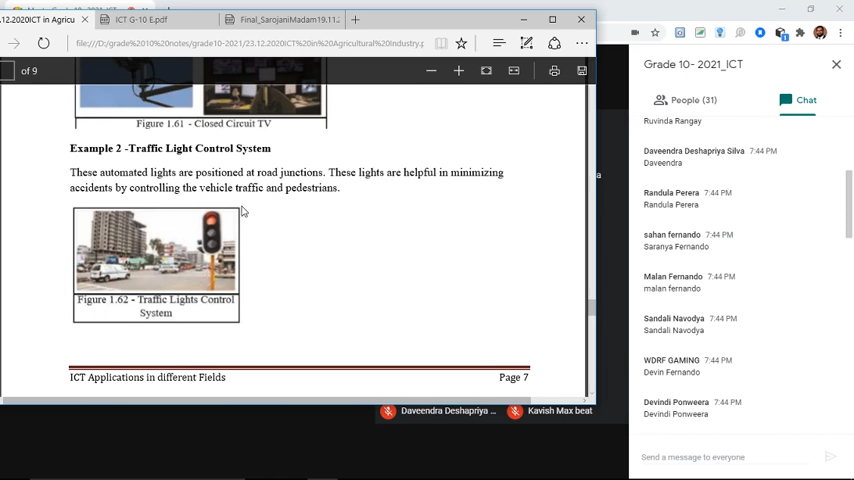 .12.2020ICT in Agricu
ICT G-10 E.pdf
Final_SarojaniMadam19.11.2
file:///D:/grade%2010%20notes/grade10-2021/23.12.2020ICT%20in%20Agricultural%20Industry.p
of 9
Figure 1.61 - Closed Circuit TV
Example 2 -Traffic Light Control System
These automated lights are positioned at road junctions. These lights are helpful in minimizing
accidents by controlling the vehicle traffic and pedestrians.
Figure 1.62 - Traffic Lights Control
System
ICT Applications in different Fields
Page 7
Daveendra Deshapriya ...
Kavish Max beat
Grade 10- 2021_ICT
People (31)
Chat
Ruvinda Rangay
Daveendra Deshapriya Silva 7:44 PM
Daveendra
Randula Perera 7:44 PM
Randula Perera
sahan fernando 7:44 PM
Saranya Fernando
Malan Fernando 7:44 PM
malan fernando
Sandali Navodya 7:44 PM
Sandali Navodya
WDRF GAMING 7:44 PM
Devin Fernando
Devindi Ponweera 7:44 PM
Devindi Ponweera
Send a message to everyone